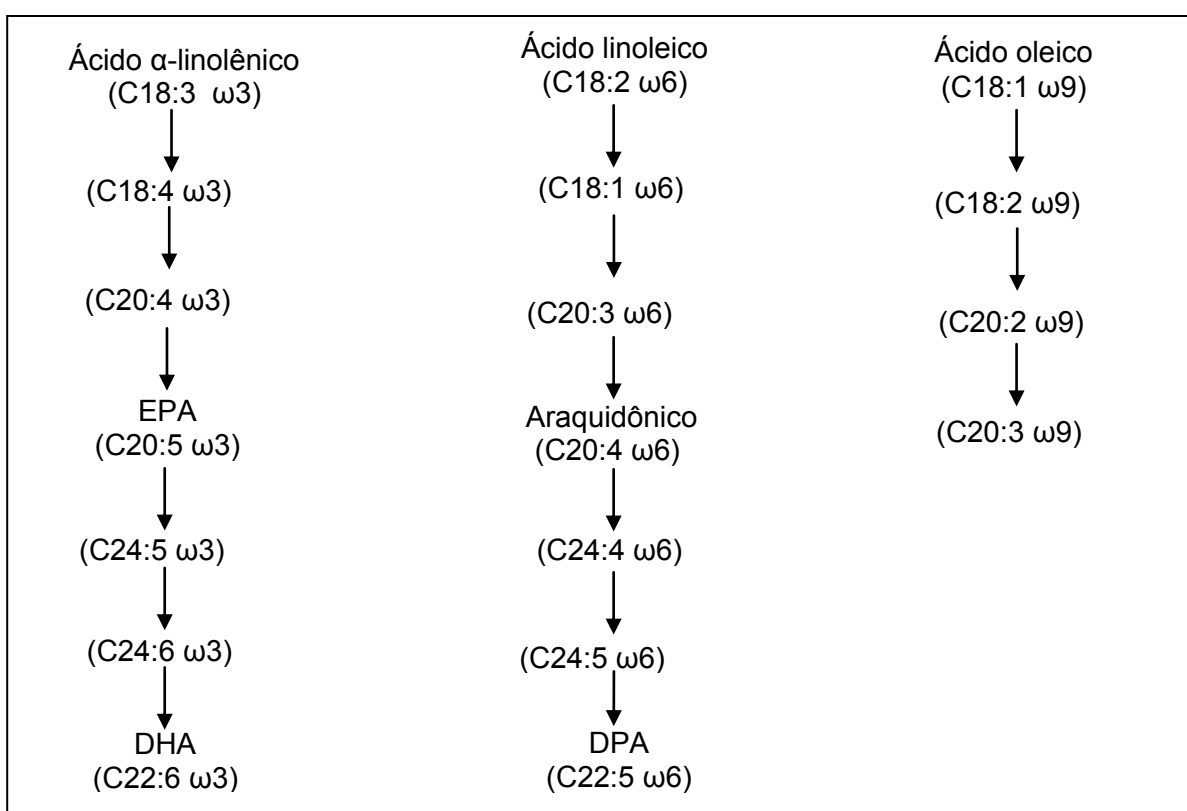 Ácido α-linolênico
(C18:3 ω3)
(C18:4 ω3)
(C20:4 ω3)
EPA
(C20:5 ω3)
(C24:5 ω3)
(C24:6 ω3)
DHA
(C22:6 ω3)
Ácido linoleico
(C18:2 ω6)
(C18:1 ω6)
(C20:3 ω6)
Araquidônico
(C20:4 ω6)
(C24:4 ω6)
(C24:5 ω6)
DPA
(C22:5 ω6)
Ácido oleico
(C18:1 ω9)
(C18:2 ω9)
(C20:2 ω9)
(C20:3 ω9)